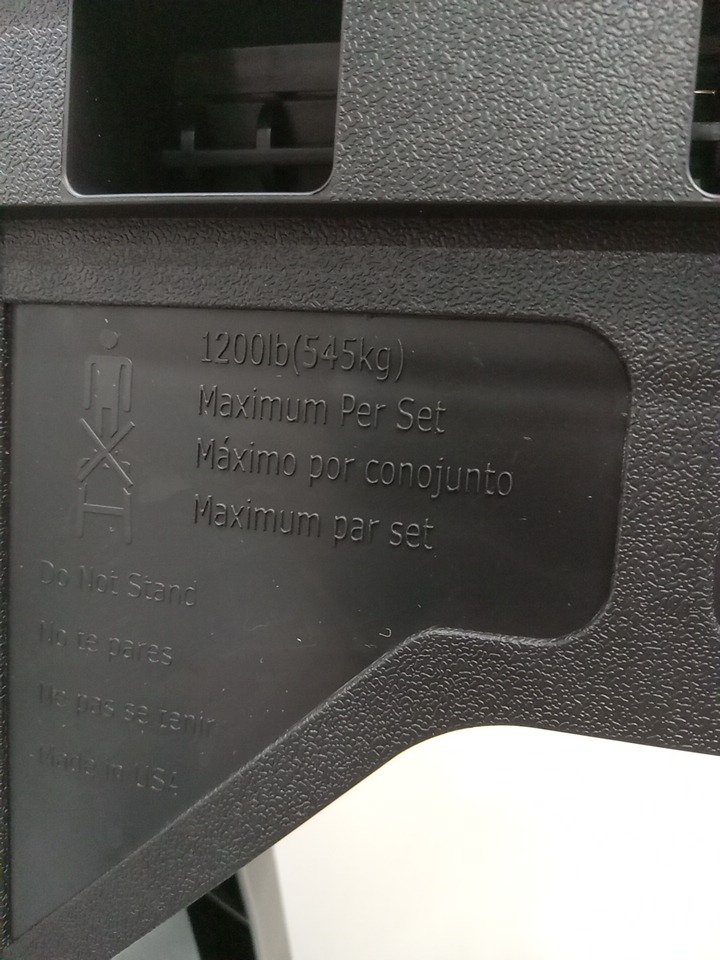 1200lb(545kg)
Maximum Per Set
Máximo por conojunto
Maximum par set
Do Not Stand
No te pares
Ne pas se tenir
Made in USA